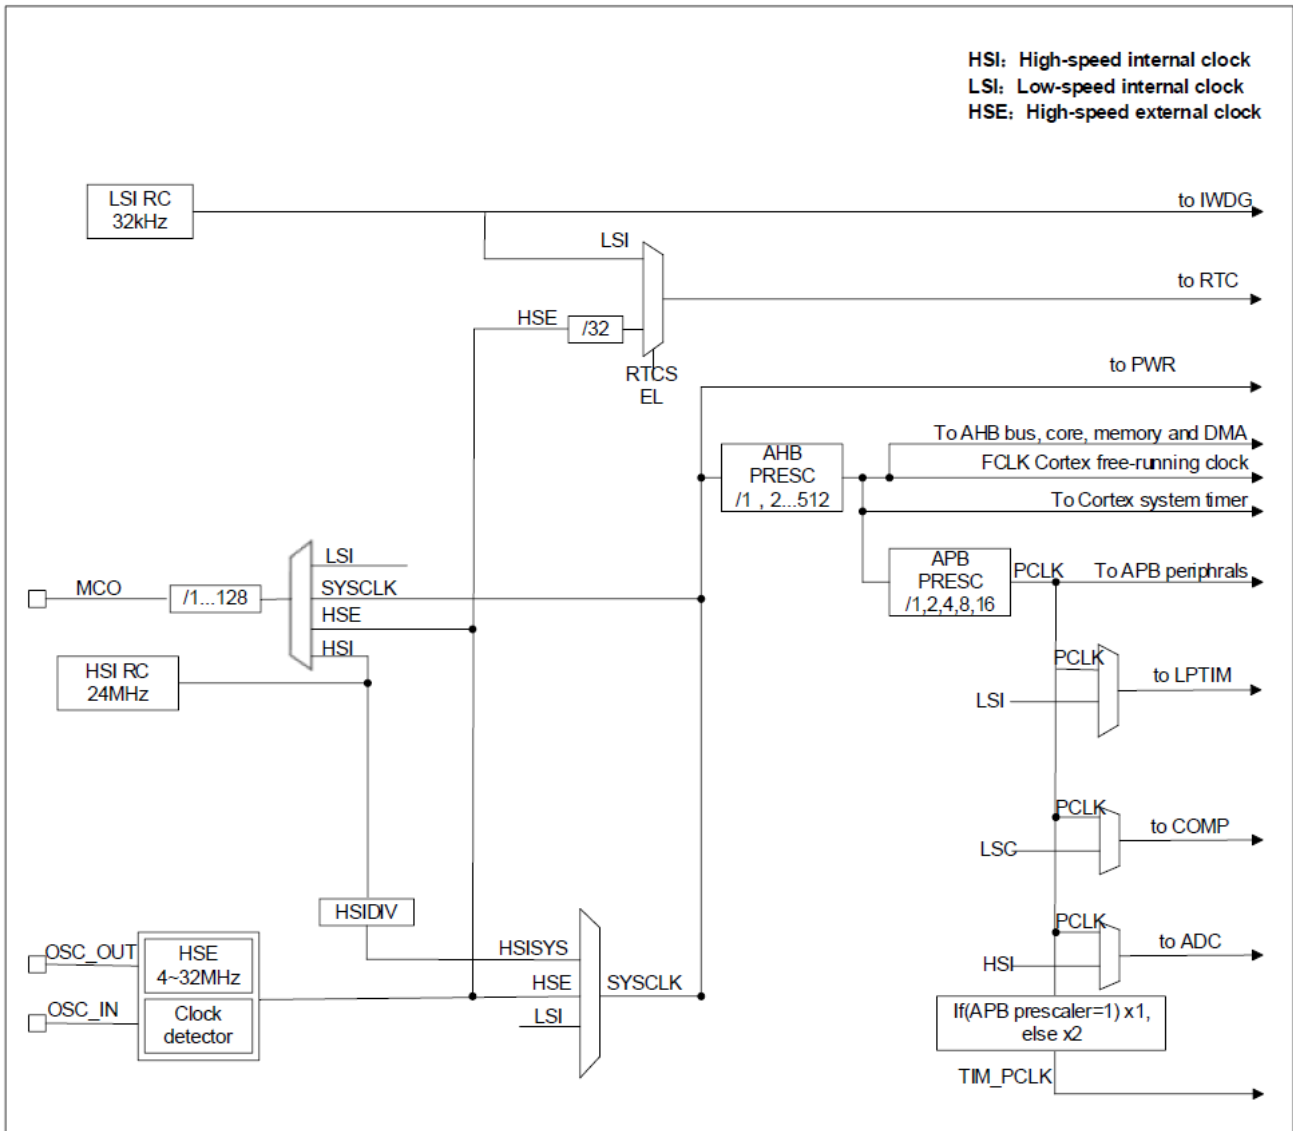 HSI: High-speed internal clock
LSI: Low-speed internal clock
HSE: High-speed external clock
LSI RC
32kHz
to IWDG
LSI
to RTC
HSE
/32
RTCS
EL
to PWR
To AHB bus, core, memory and DMA
AHB
PRESC
/1 , 2...512
FCLK Cortex free-running clock
To Cortex system timer
APB
PRESC
/1,2,4,8,16
PCLK
To APB periphrals
LSI
MCO
/1...128
SYSCLK
HSE
HSI
HSI RC
24MHz
PCLK
LSI
to LPTIM
PCLK
LSC
to COMP
HSIDIV
PCLK
HSI
to ADC
OSC_OUT
HSE
4~32MHz
HSISYS
HSE
SYSCLK
OSC_IN
Clock
detector
LSI
If(APB prescaler=1) x1,
else x2
TIM_PCLK